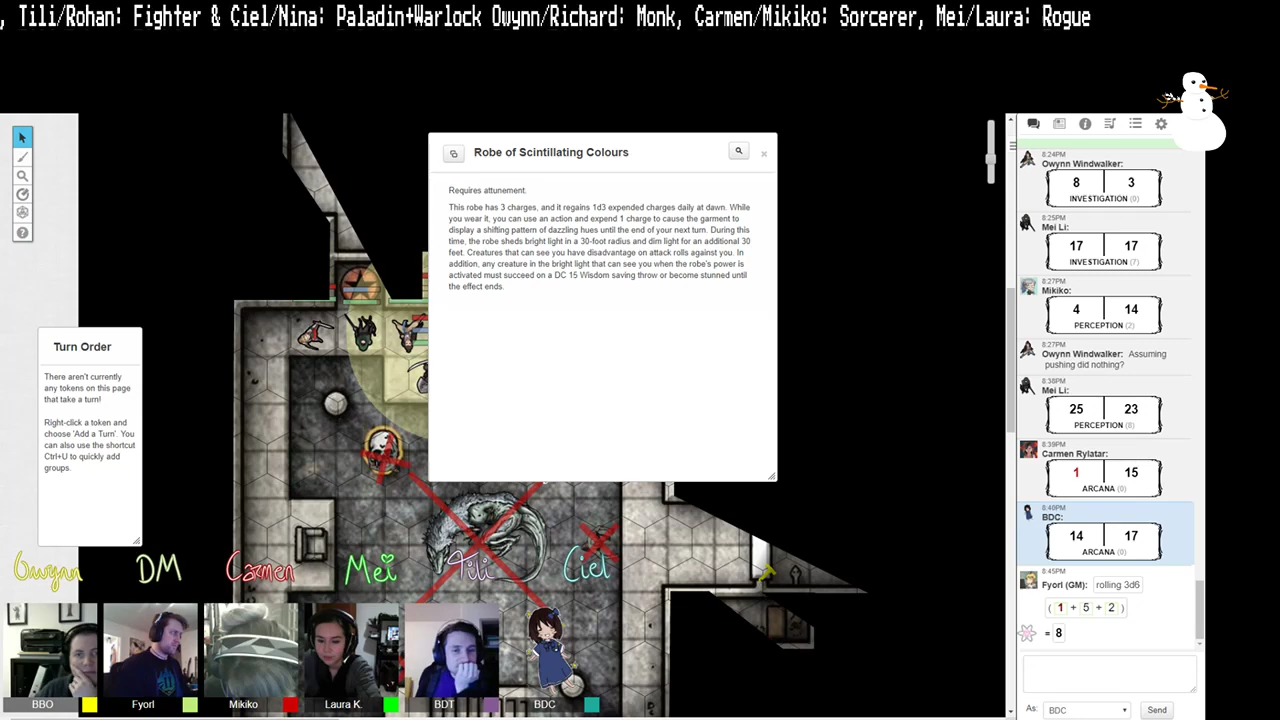 , Tili/Rohan: Fighter & Ciel/Nina: Paladin+Warlock Owynn/Richard: Monk, Carmen/Mikiko: Sorcerer, Mei/Laura: Rogue
Robe of Scintillating Colours
Requires attunement.
This robe has 3 charges, and it regains 1d3 expended charges daily at dawn. While
you wear it, you can use an action and expend 1 charge to cause the garment to
display a shifting pattern of dazzling hues until the end of your next turn. During this
time, the robe sheds bright light in a 30-foot radius and dim light for an additional 30
feet. Creatures that can see you have disadvantage on attack rolls against you. In
addition, any creature in the bright light that can see you when the robe's power is
activated must succeed on a DC 15 Wisdom saving throw or become stunned until
the effect ends.
Turn Order
There aren't currently
any tokens on this page
that take a turn!
Right-click a token and
choose 'Add a Turn'. You
can also use the shortcut
Ctrl+U to quickly add
groups.
8:24PM
Owynn Windwalker:
8 3
INVESTIGATION (0)
8:25PM
Mei Li:
17 17
INVESTIGATION (7)
8:27PM
Mikiko:
4 14
PERCEPTION (2)
8:27PM
Owynn Windwalker: Assuming
pushing did nothing?
8:38PM
Mei Li:
25 23
PERCEPTION (8)
8:39PM
Carmen Rylatar:
1 15
ARCANA (0)
8:40PM
BDC:
14 17
ARCANA (0)
8:45PM
Fyorl (GM): rolling 3d6
(1+5+2)
= 8
As: BDC Send
Owynn DM Carmen Mei Tili Ciel
BBO Fyorl Mikiko Laura K. BDT BDC